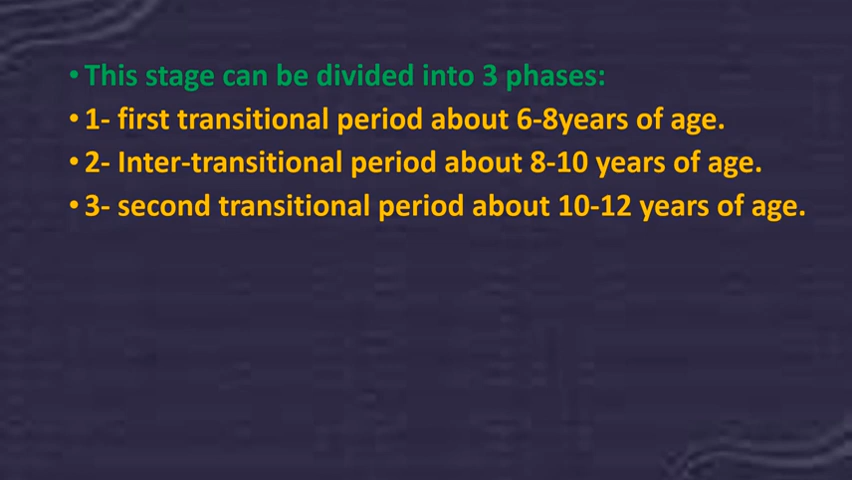 • This stage can be divided into 3 phases:
• 1- first transitional period about 6-8years of age.
• 2- Inter-transitional period about 8-10 years of age.
• 3- second transitional period about 10-12 years of age.